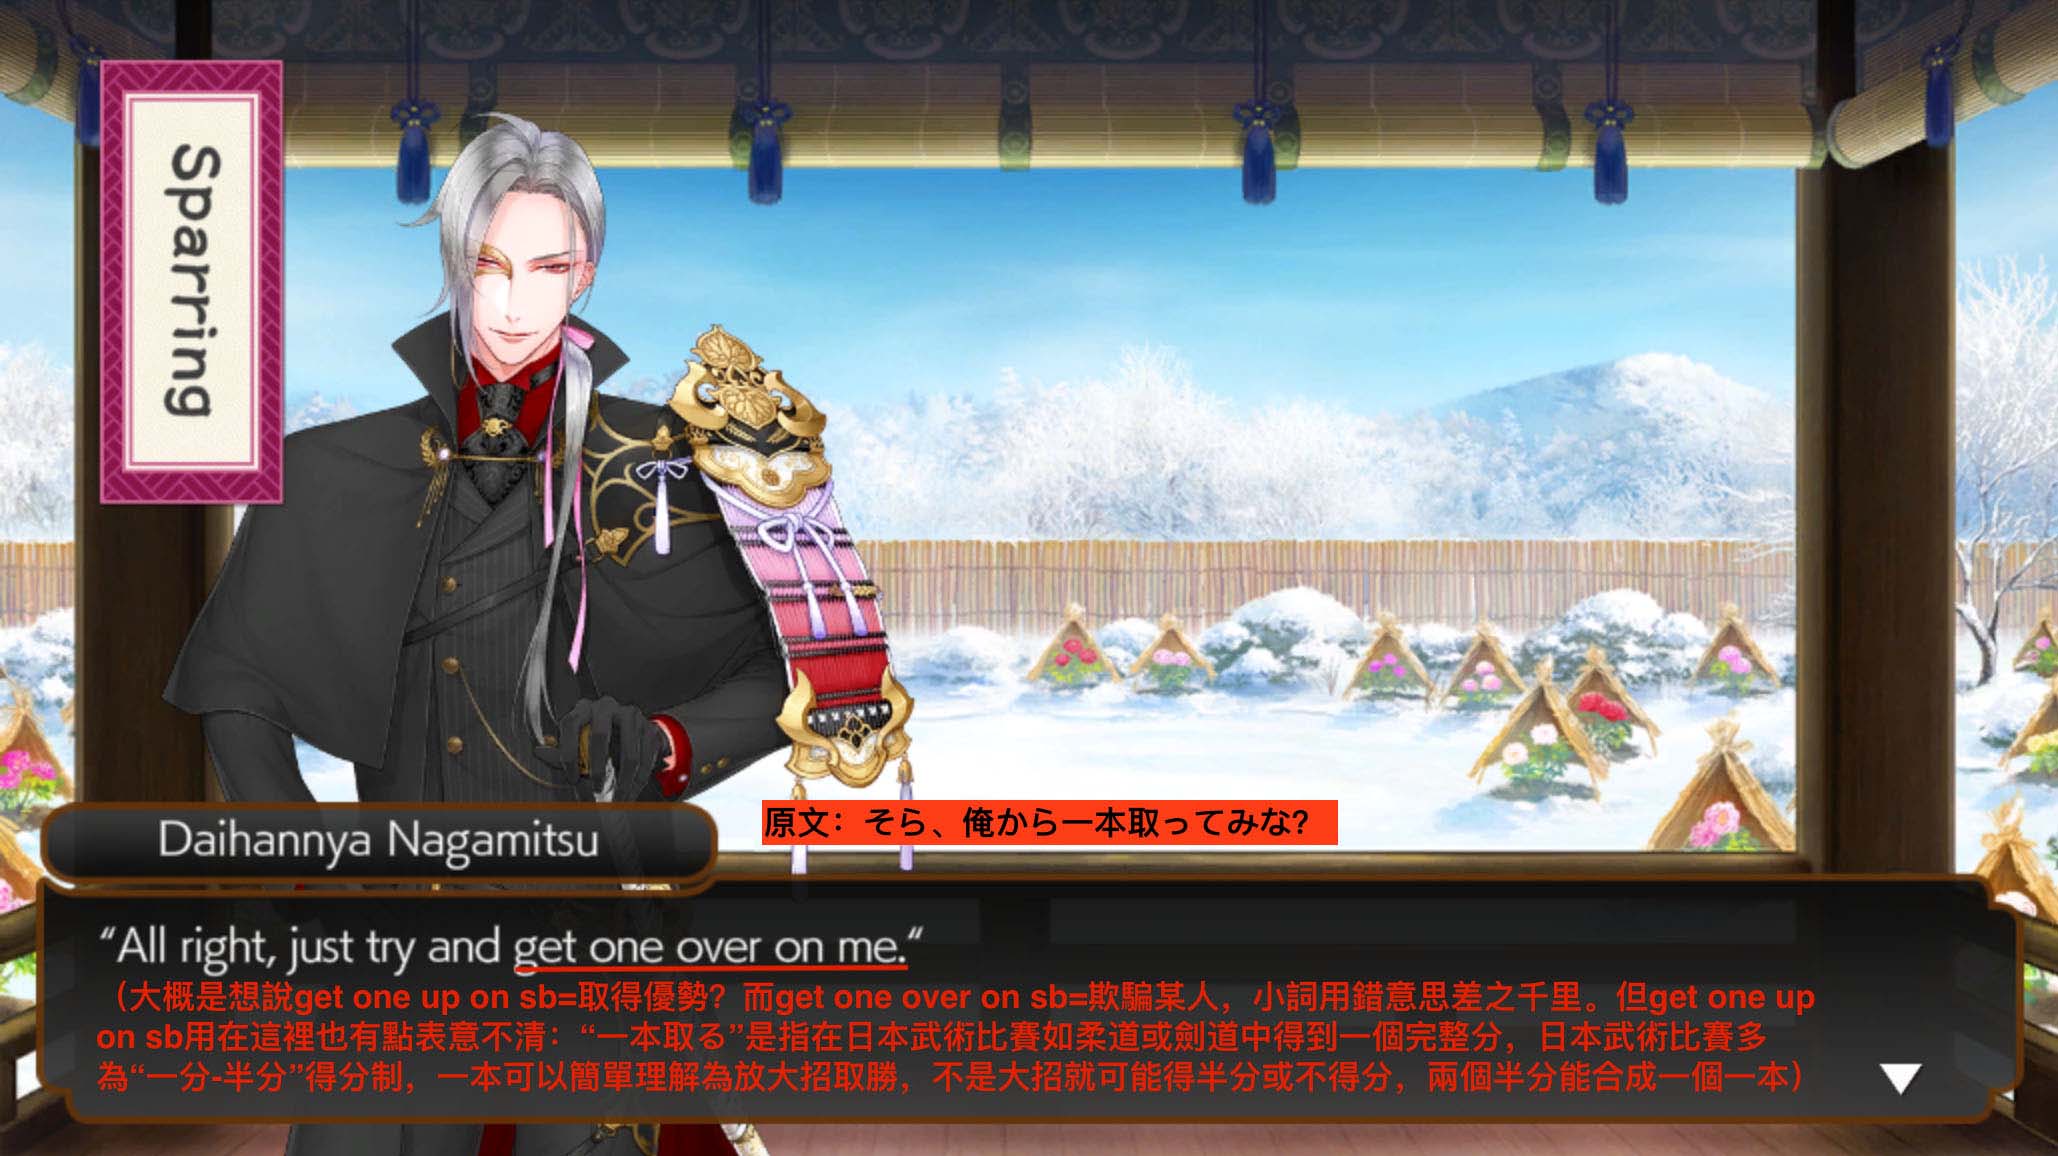 Sparring
Daihannya Nagamitsu
原文：そら、俺から一本取ってみな？
“All right, just try and get one over on me.“
（大概是想說get one up on sb=取得優勢？而get one over on sb=欺騙某人，小詞用錯意思差之千里。但get one up
on sb用在這裡也有點表意不清：“一本取る”是指在日本武術比賽如柔道或劍道中得到一個完整分，日本武術比賽多
為“一分-半分”得分制，一本可以簡單理解為放大招取勝，不是大招就可能得半分或不得分，兩個半分能合成一個一本）